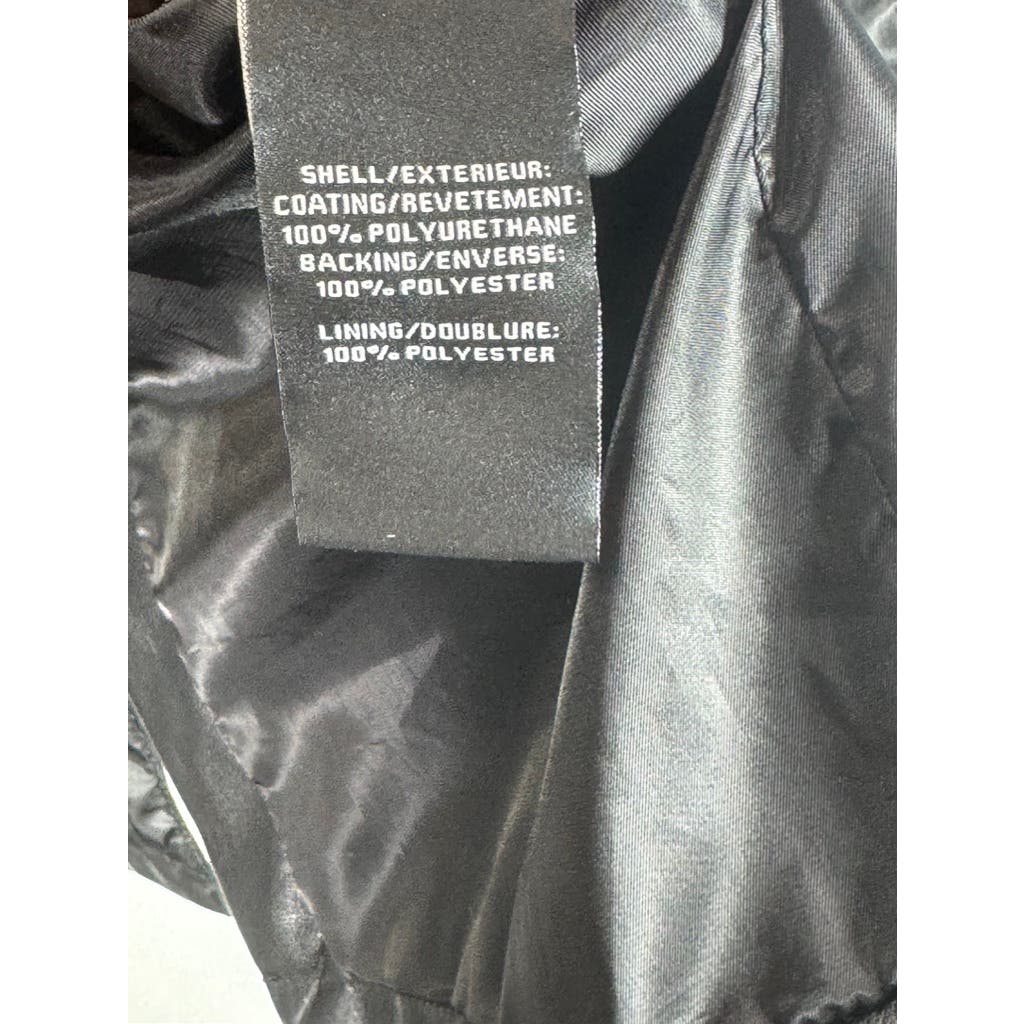 SHELL/EXTERIEUR:
COATING/REVETEMENT:
100% POLYURETHANE
BACKING/ENVERSE:
100% POLYESTER
LINING/DOUBLURE:
100% POLYESTER